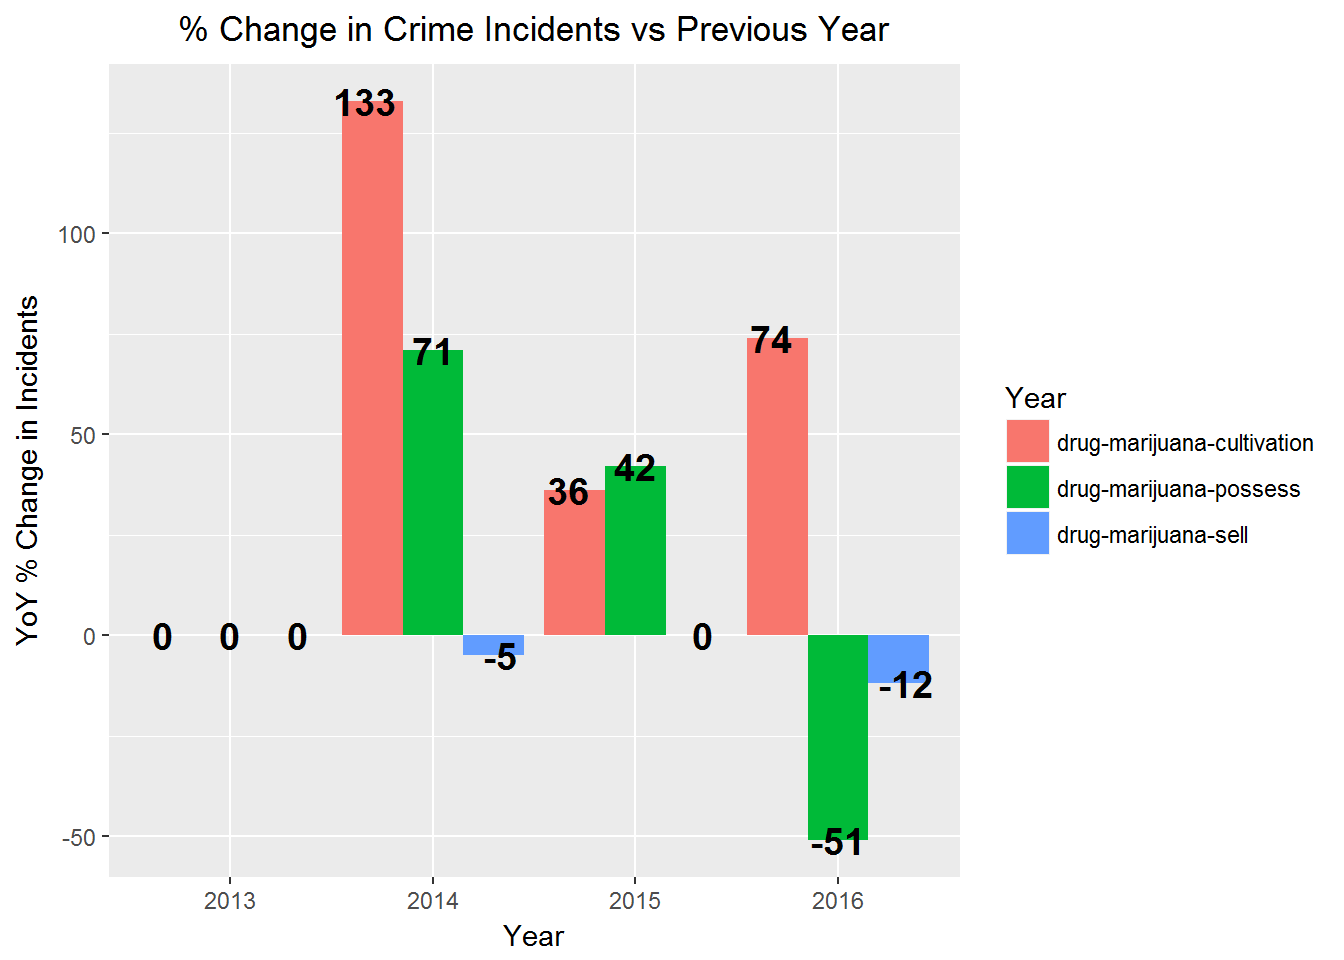 % Change in Crime Incidents vs Previous Year
YoY % Change in Incidents
100
50
0
-50
133
71
74
36
42
0
0
0
-5
0
-12
-51
2013
2014
2015
2016
Year
Year
drug-marijuana-cultivation
drug-marijuana-possess
drug-marijuana-sell